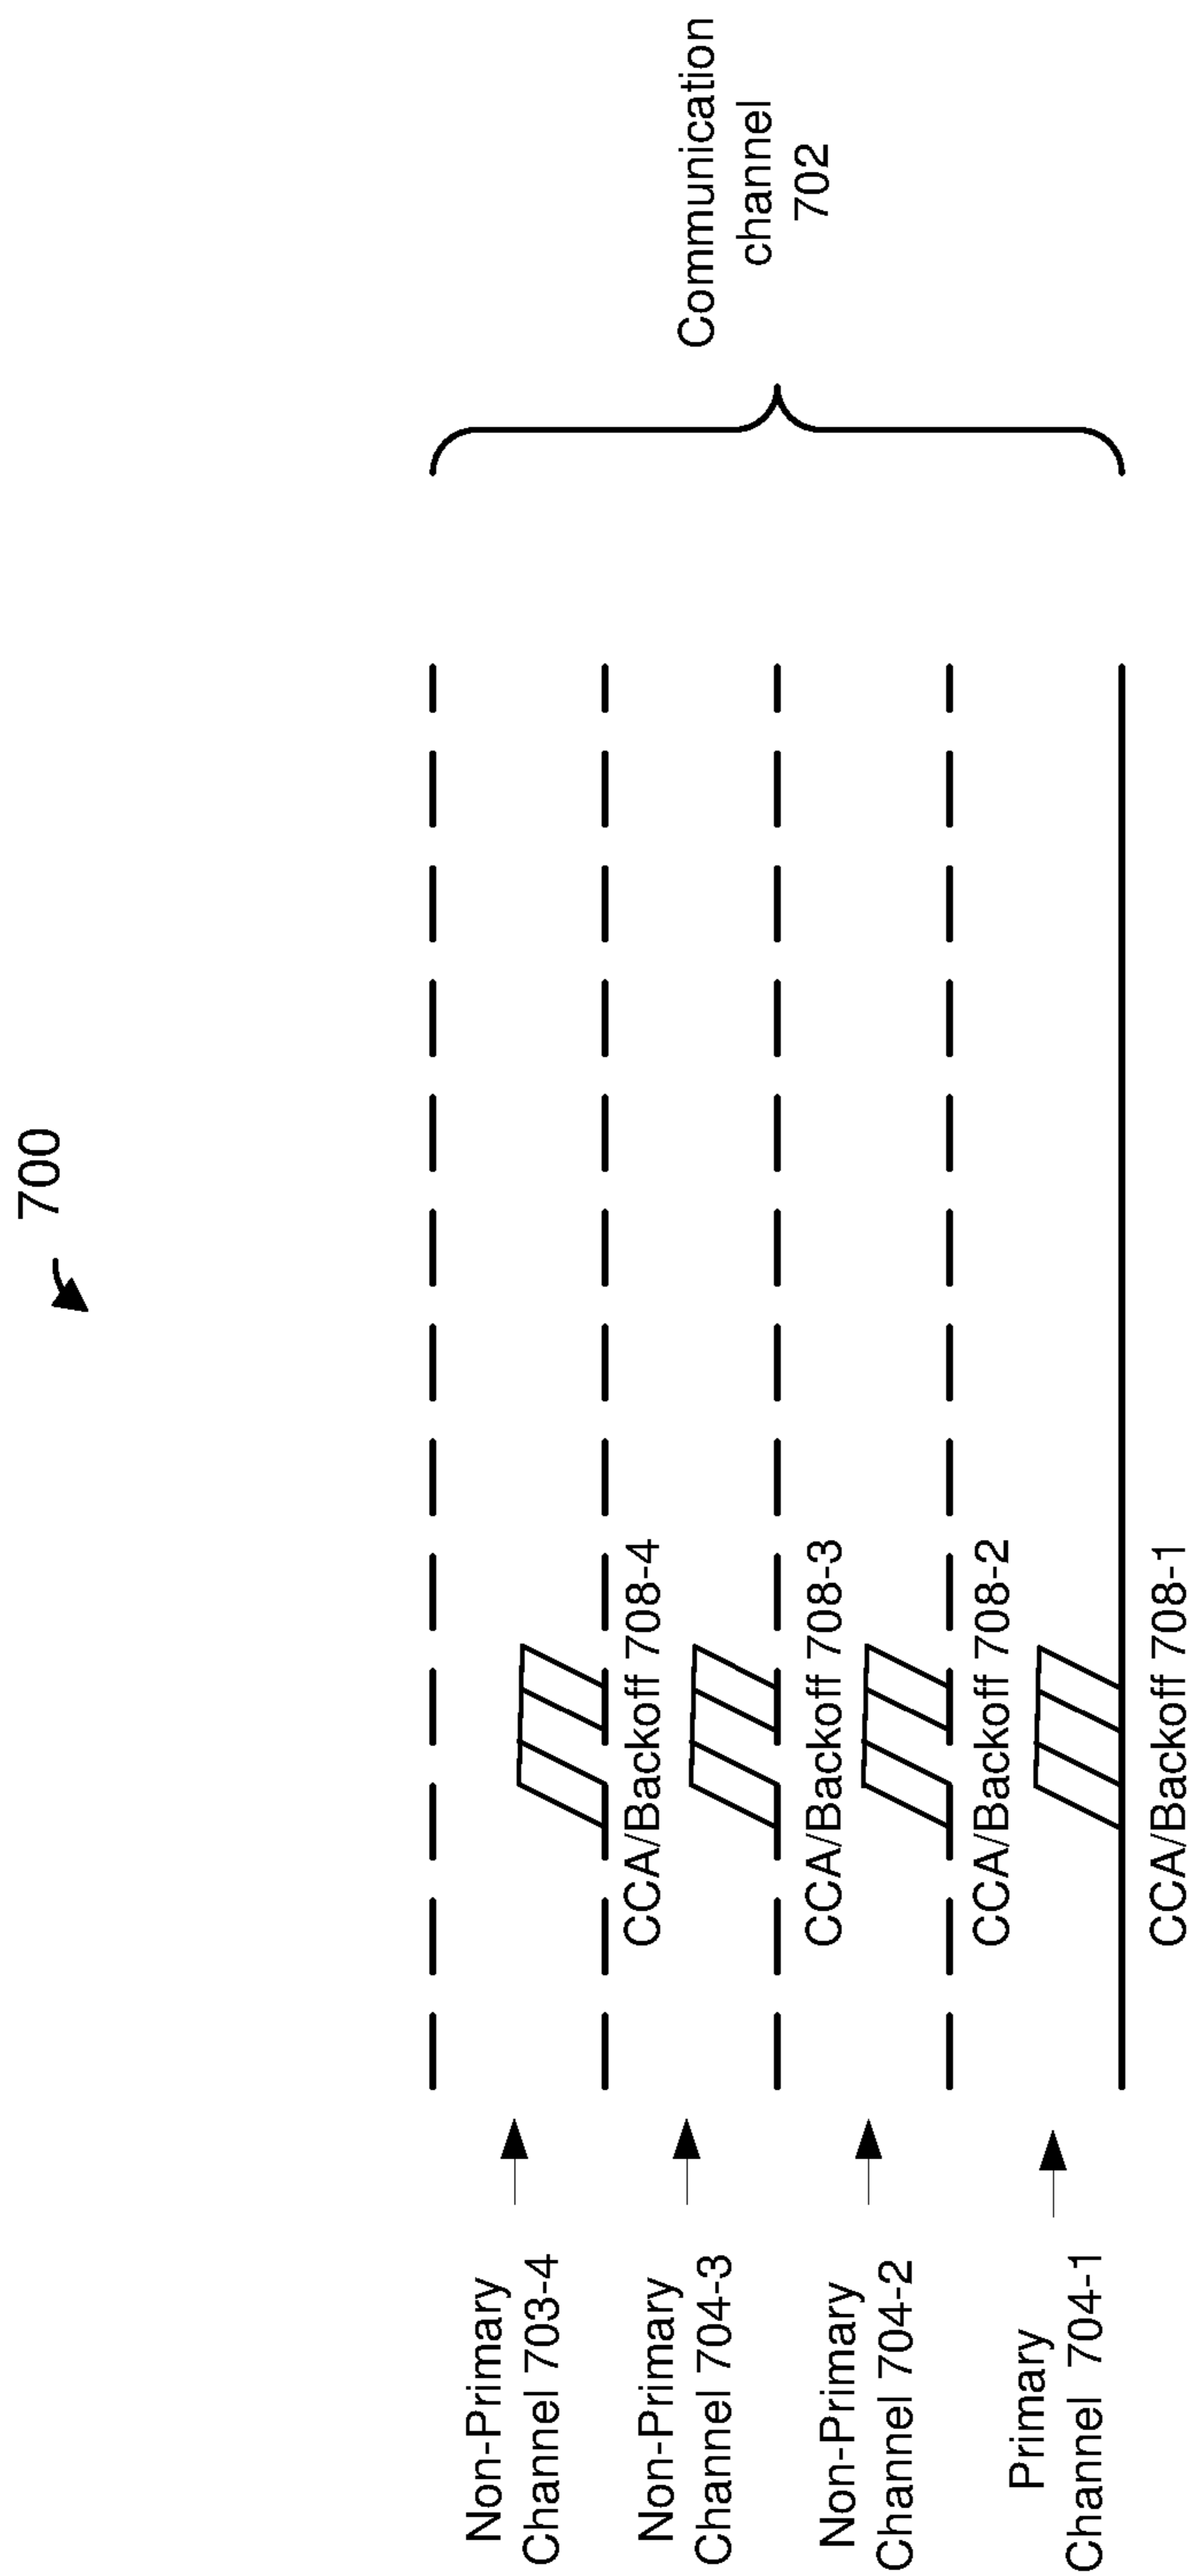 700
Non-Primary
Channel 703-4
CCA/Backoff 708-4
Non-Primary
Channel 704-3
CCA/Backoff 708-3
Non-Primary
Channel 704-2
CCA/Backoff 708-2
Primary
Channel 704-1
CCA/Backoff 708-1
Communication
channel
702